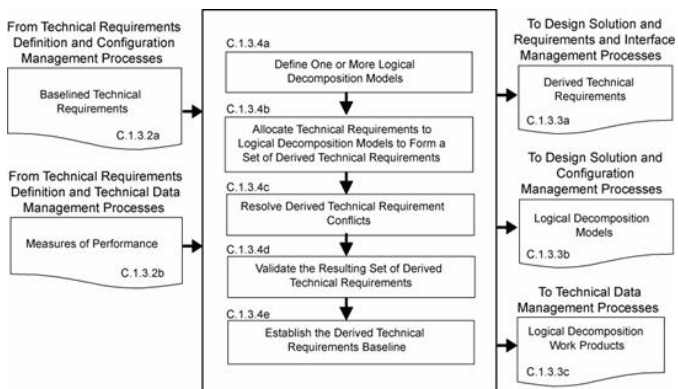 From Technical Requirements
Definition and Configuration
Management Processes
Baselined Technical
Requirements
C.1.3.2a
From Technical Requirements
Definition and Technical Data
Management Processes
Measures of Performance
C.1.3.2b
C.1.3.4a
Define One or More Logical
Decomposition Models
C.1.3.4b
Allocate Technical Requirements to
Logical Decomposition Models to Form a
Set of Derived Technical Requirements
C.1.3.4c
Resolve Derived Technical Requirement
Conflicts
C.1.3.4d
Validate the Resulting Set of Derived
Technical Requirements
C.1.3.4e
Establish the Derived Technical
Requirements Baseline
To Design Solution and
Requirements and Interface
Management Processes
Derived Technical
Requirements
C.1.3.3a
To Design Solution and
Configuration
Management Processes
Logical Decomposition
Models
C.1.3.3b
To Technical Data
Management Processes
Logical Decomposition
Work Products
C.1.3.3c